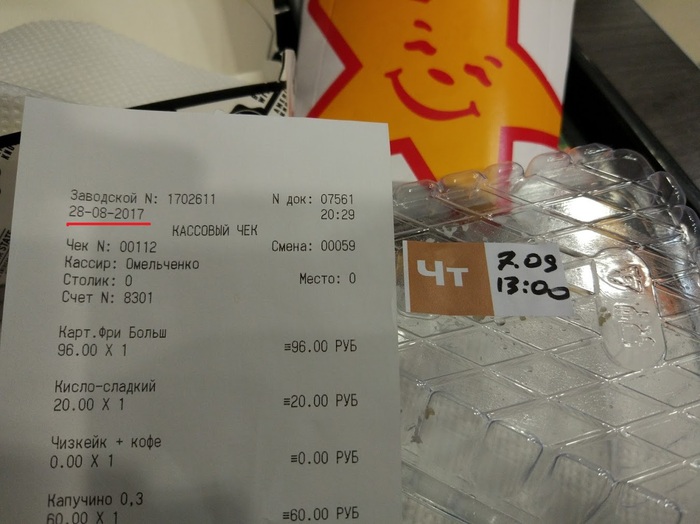 Заводской N: 1702611 N док: 07561
28-08-2017 20:29
КАССОВЫЙ ЧЕК
Чек N: 00112 Смена: 00059
Кассир: Омельченко
Столик: 0 Место: 0
Счет N: 8301
Карт.Фри Больш
96.00 X 1 ≡96.00 РУБ
Кисло-сладкий
20.00 X 1 ≡20.00 РУБ
Чизкейк + кофе
0.00 X 1 ≡0.00 РУБ
Капучино 0,3
60.00 X 1 ≡60.00 РУБ
Чт 7.09
13:00